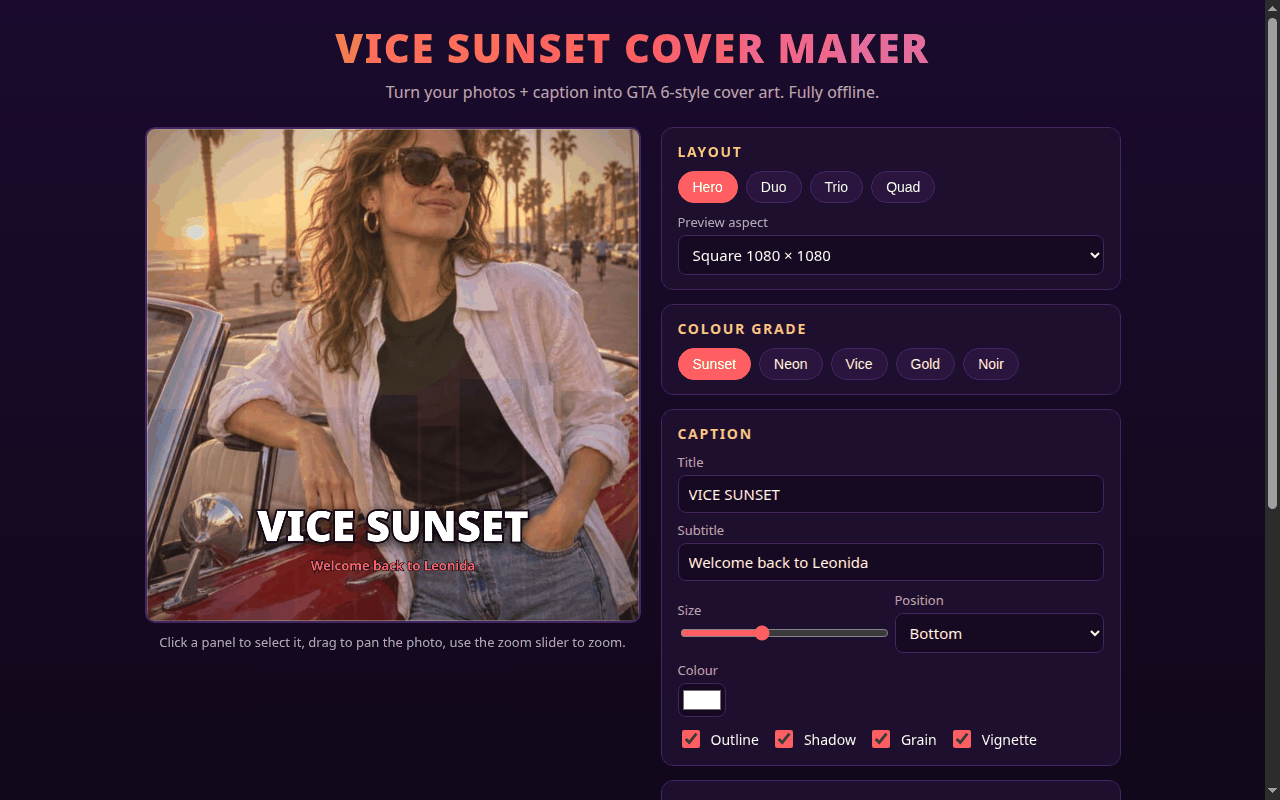 VICE SUNSET COVER MAKER
Turn your photos + caption into GTA 6-style cover art. Fully offline.
VICE SUNSET
Welcome back to Leonida
Click a panel to select it, drag to pan the photo, use the zoom slider to zoom.
LAYOUT
Hero Duo Trio Quad
Preview aspect
Square 1080 × 1080
COLOUR GRADE
Sunset Neon Vice Gold Noir
CAPTION
Title
VICE SUNSET
Subtitle
Welcome back to Leonida
Size Position
Bottom
Colour
Outline Shadow Grain Vignette